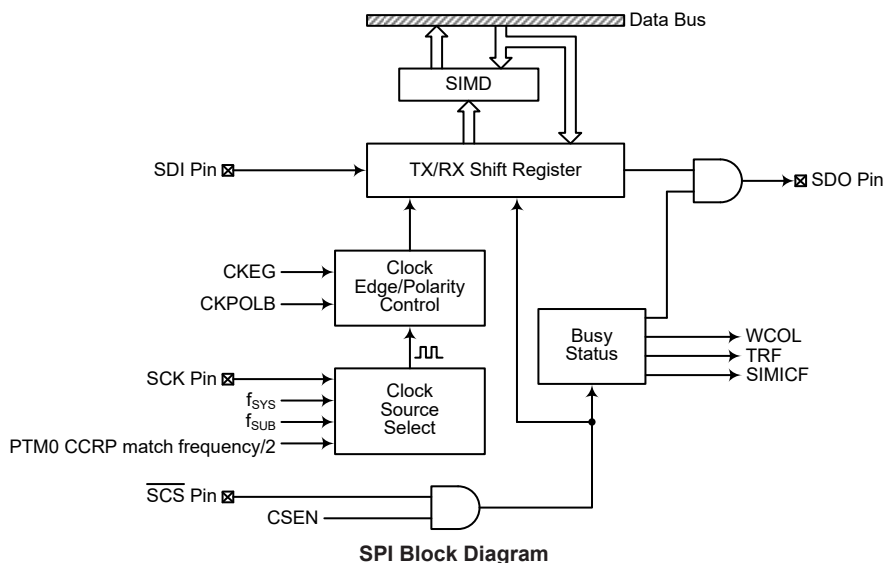 Data Bus
SIMD
SDI Pin
TX/RX Shift Register
SDO Pin
CKEG
CKPOLB
Clock
Edge/Polarity
Control
Busy
Status
WCOL
TRF
SIMICF
SCK Pin
fSYS
fSUB
PTM0 CCRP match frequency/2
Clock
Source
Select
SCS Pin
CSEN
SPI Block Diagram